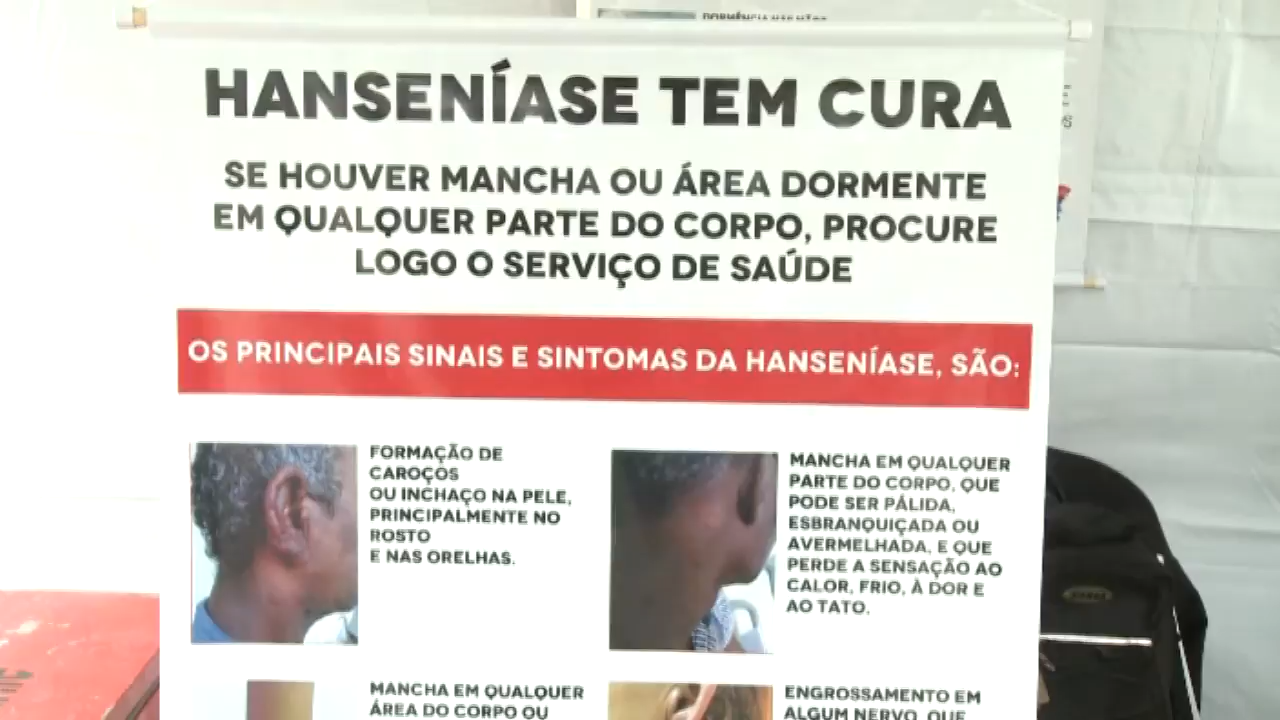 HANSENÍASE TEM CURA
SE HOUVER MANCHA OU ÁREA DORMENTE
EM QUALQUER PARTE DO CORPO, PROCURE
LOGO O SERVIÇO DE SAÚDE
OS PRINCIPAIS SINAIS E SINTOMAS DA HANSENÍASE, SÃO:
FORMAÇÃO DE
CAROÇOS
OU INCHAÇO NA PELE,
PRINCIPALMENTE NO
ROSTO
E NAS ORELHAS.
MANCHA EM QUALQUER
PARTE DO CORPO, QUE
PODE SER PÁLIDA,
ESBRANQUIÇADA OU
AVERMELHADA, E QUE
PERDE A SENSAÇÃO AO
CALOR, FRIO, À DOR E
AO TATO.
MANCHA EM QUALQUER
ÁREA DO CORPO OU
ENGROSSAMENTO EM
ALGUM NERVO, QUE